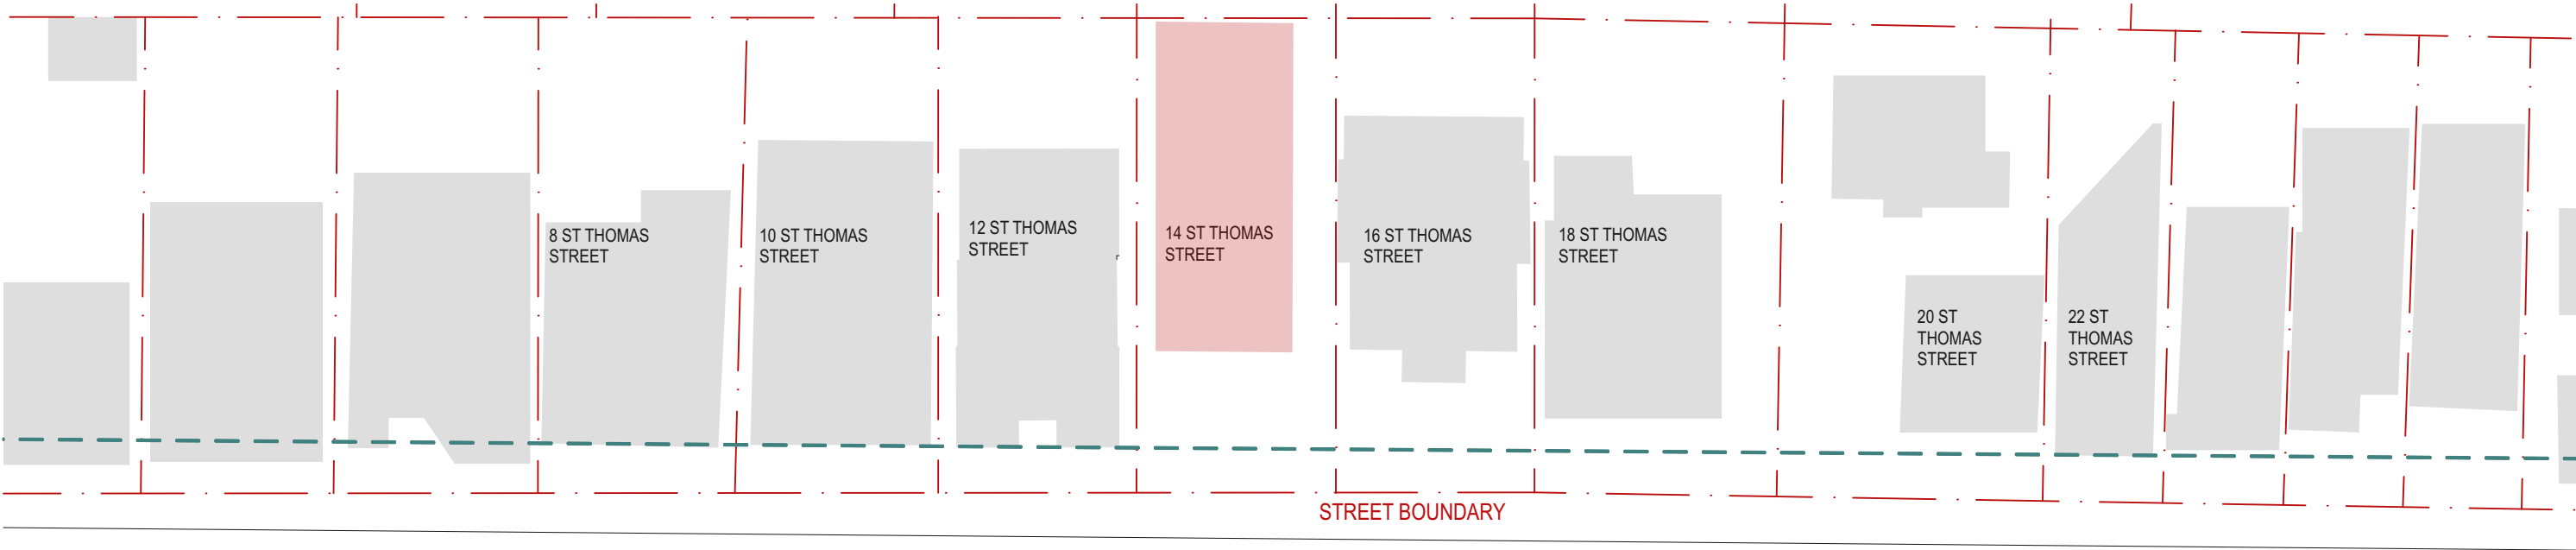 8 ST THOMAS
STREET
10 ST THOMAS
STREET
12 ST THOMAS
STREET
14 ST THOMAS
STREET
16 ST THOMAS
STREET
18 ST THOMAS
STREET
20 ST
THOMAS
STREET
22 ST
THOMAS
STREET
STREET BOUNDARY